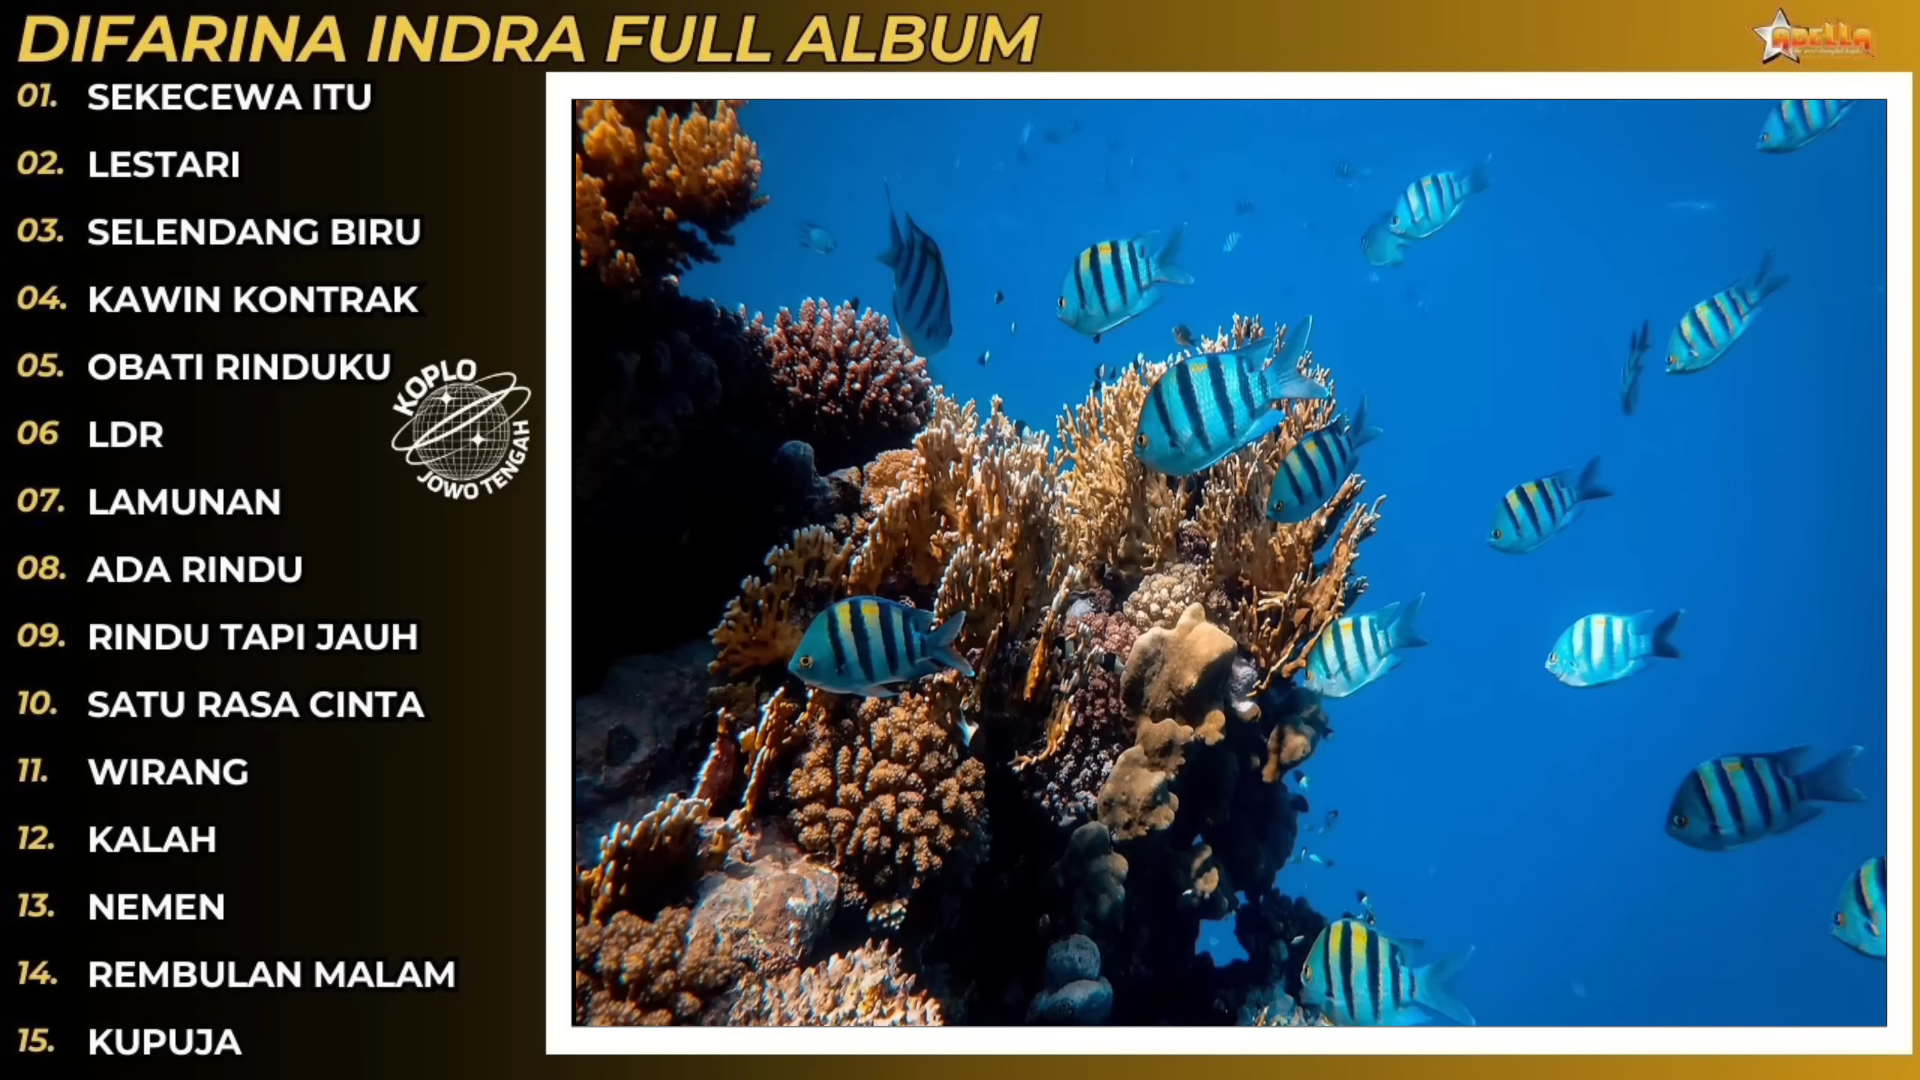 DIFARINA INDRA FULL ALBUM
ADELLA
01. SEKECEWA ITU
02. LESTARI
03. SELENDANG BIRU
04. KAWIN KONTRAK
05. OBATI RINDUKU
KOPLO
JOWO TENGAH
06 LDR
07. LAMUNAN
08. ADA RINDU
09. RINDU TAPI JAUH
10. SATU RASA CINTA
11. WIRANG
12. KALAH
13. NEMEN
14. REMBULAN MALAM
15. KUPUJA